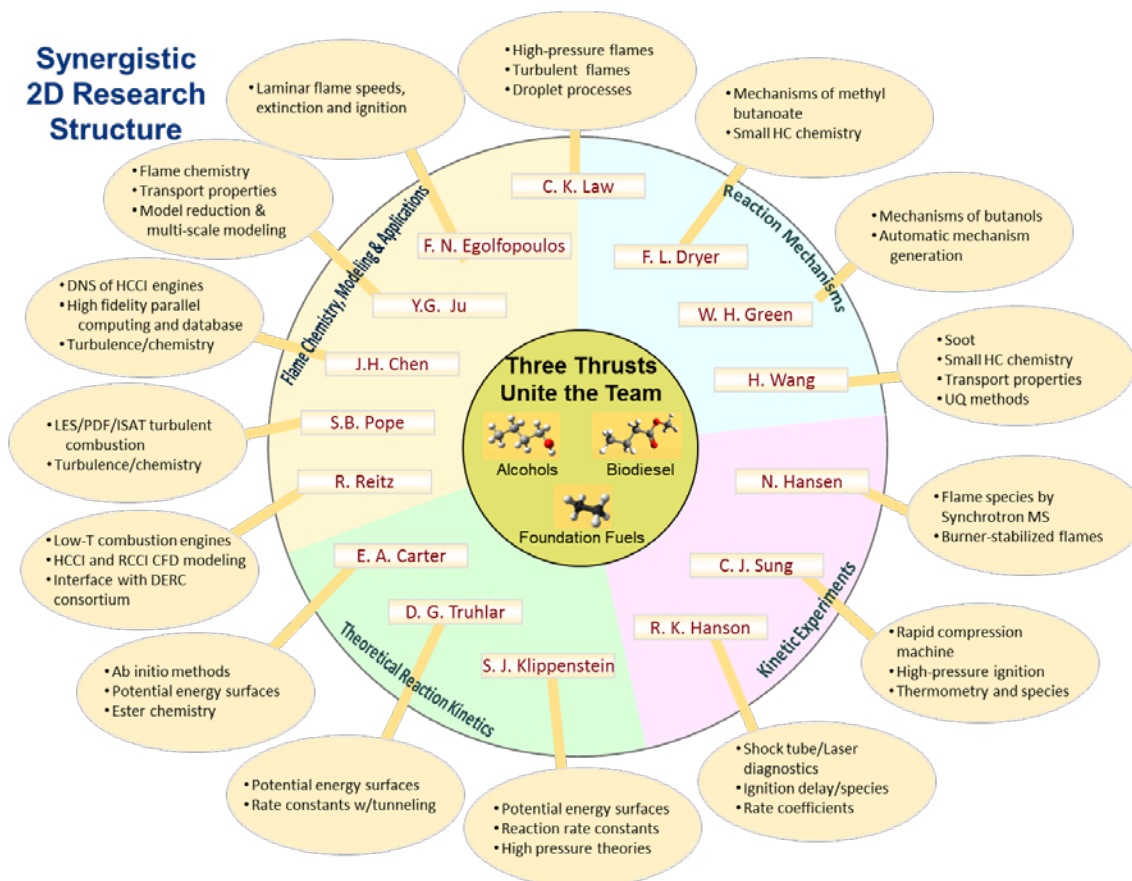 Synergistic
2D Research
Structure
• High-pressure flames
• Turbulent flames
• Droplet processes
• Laminar flame speeds,
extinction and ignition
• Mechanisms of methyl
butanoate
• Small HC chemistry
• Flame chemistry
• Transport properties
• Model reduction &
multi-scale modeling
• Mechanisms of butanols
• Automatic mechanism
generation
• DNS of HCCI engines
• High fidelity parallel
computing and database
• Turbulence/chemistry
• Soot
• Small HC chemistry
• Transport properties
• UQ methods
• LES/PDF/ISAT turbulent
combustion
• Turbulence/chemistry
• Flame species by
Synchrotron MS
• Burner-stabilized flames
• Low-T combustion engines
• HCCI and RCCI CFD modeling
• Interface with DERC
consortium
• Rapid compression
machine
• High-pressure ignition
• Thermometry and species
• Ab initio methods
• Potential energy surfaces
• Ester chemistry
• Shock tube/Laser
diagnostics
• Ignition delay/species
• Rate coefficients
• Potential energy surfaces
• Rate constants w/tunneling
• Potential energy surfaces
• Reaction rate constants
• High pressure theories
Flame Chemistry, Modeling & Applications
C. K. Law
F. N. Egolfopoulos
Y.G. Ju
J.H. Chen
S.B. Pope
R. Reitz
Reaction Mechanisms
F. L. Dryer
W. H. Green
H. Wang
Kinetic Experiments
N. Hansen
C. J. Sung
R. K. Hanson
Theoretical Reaction Kinetics
E. A. Carter
D. G. Truhlar
S. J. Klippenstein
Three Thrusts
Unite the Team
Alcohols
Biodiesel
Foundation Fuels